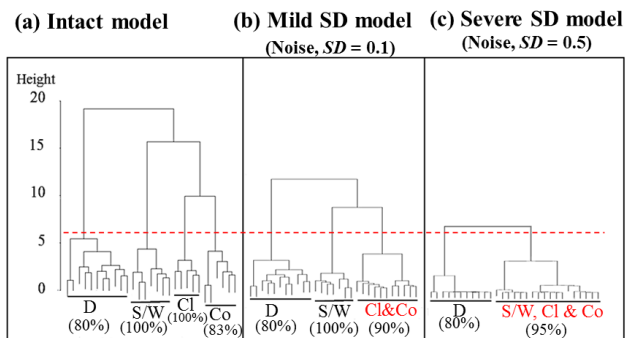 (a) Intact model
(b) Mild SD model
(Noise, SD = 0.1)
(c) Severe SD model
(Noise, SD = 0.5)
Height
20
15
10
5
0
D
(80%)
S/W
(100%)
Cl
(100%)
Co
(83%)
D
(80%)
S/W
(100%)
Cl&Co
(90%)
D
(80%)
S/W, Cl & Co
(95%)